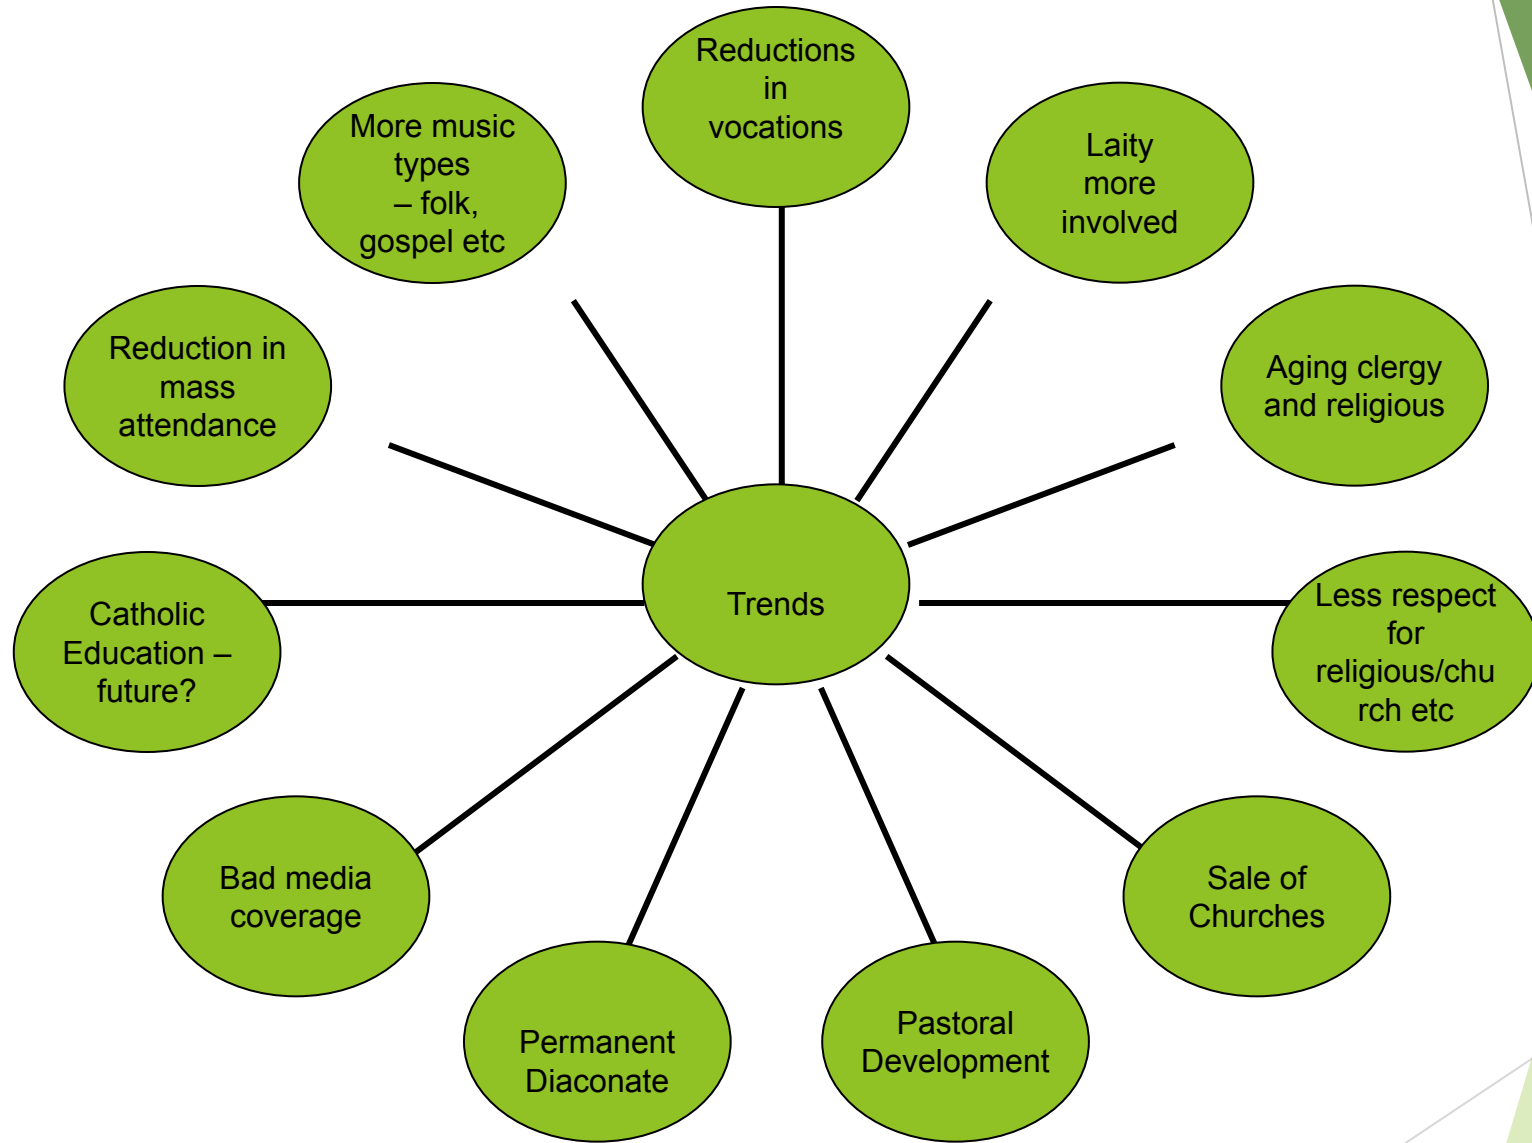 Reductions
in
vocations
Laity
more
involved
Aging clergy
and religious
Less respect
for
religious/chu
rch etc
Sale of
Churches
Pastoral
Development
Permanent
Diaconate
Bad media
coverage
Catholic
Education –
future?
Reduction in
mass
attendance
More music
types
– folk,
gospel etc
Trends